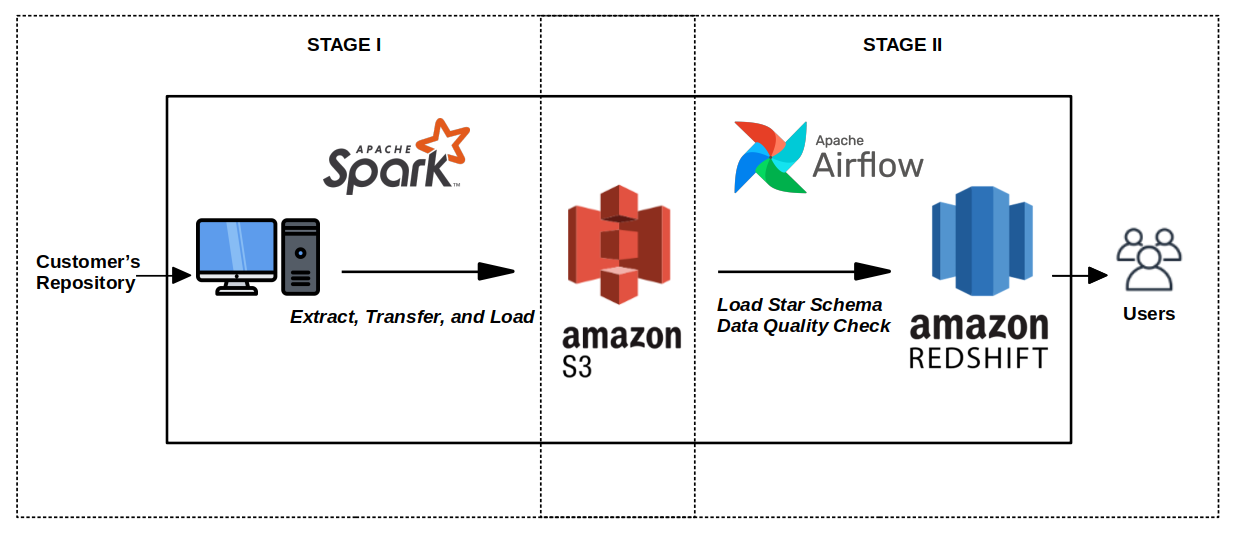 STAGE I
STAGE II
APACHE
Spark™
Apache
Airflow
Customer's
Repository
Extract, Transfer, and Load
amazon
S3
Load Star Schema
Data Quality Check
amazon
REDSHIFT
Users